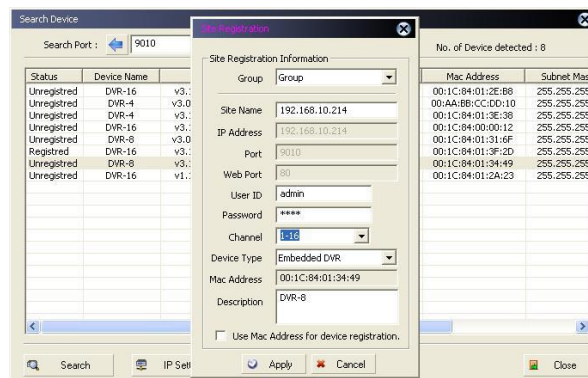 Search Device
Search Port : 9010
No. of Device detected : 8
Status Device Name Mac Address Subnet Mas
Unregistred DVR-16 v3. 00:1C:84:01:2E:B8 255.255.255
Unregistred DVR-4 v3.0 00:AA:BB:CC:DD:10 255.255.255
Unregistred DVR-4 v3. 00:1C:84:01:3E:38 255.255.255
Unregistred DVR-16 v3. 00:1C:84:00:00:12 255.255.255
Unregistred DVR-8 v3.0 00:1C:84:01:31:6F 255.255.255
Registred DVR-16 v3. 00:1C:84:01:3F:2D 255.255.255
Unregistred DVR-8 v3. 00:1C:84:01:34:49 255.255.255
Unregistred DVR-16 v1. 00:1C:84:01:2A:23 255.255.255
Search IP Set Close
Site Registration
Site Registration Information
Group Group
Site Name 192.168.10.214
IP Address 192.168.10.214
Port 9010
Web Port 80
User ID admin
Password ****
Channel 1-16
Device Type Embedded DVR
Mac Address 00:1C:84:01:34:49
Description DVR-8
Use Mac Address for device registration.
Apply Cancel